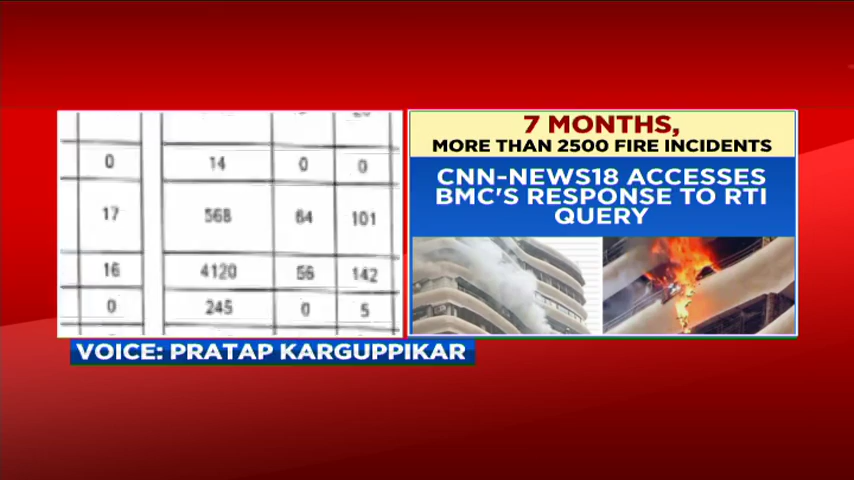 0 14 0 0
17 568 64 101
16 4120 56 142
0 245 0 5
7 MONTHS,
MORE THAN 2500 FIRE INCIDENTS
CNN-NEWS18 ACCESSES
BMC'S RESPONSE TO RTI
QUERY
VOICE: PRATAP KARGUPPIKAR